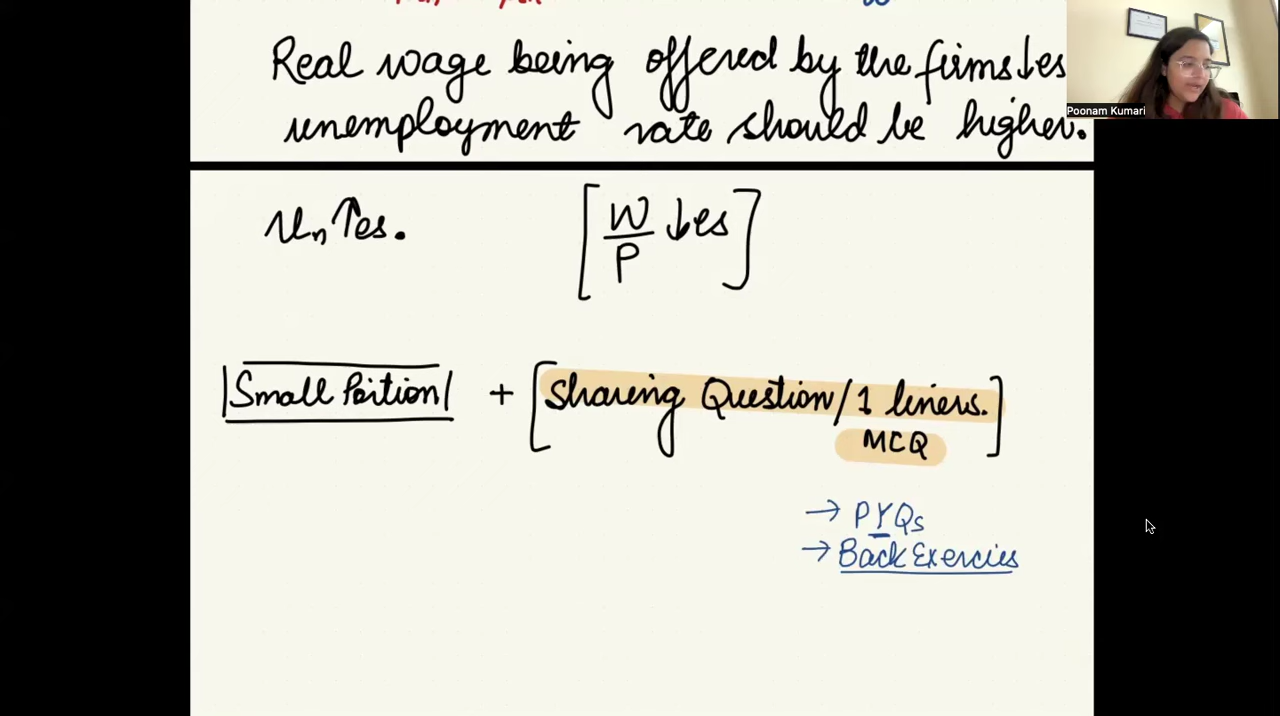 Real wage being offered by the firms ↓es
unemployment rate should be higher.
Poonam Kumari
un ↑es. [W/P ↓es]
|Small Portion| + [Sharing Question/1 liners.]
MCQ
→ PYQs
→ Back Exercies